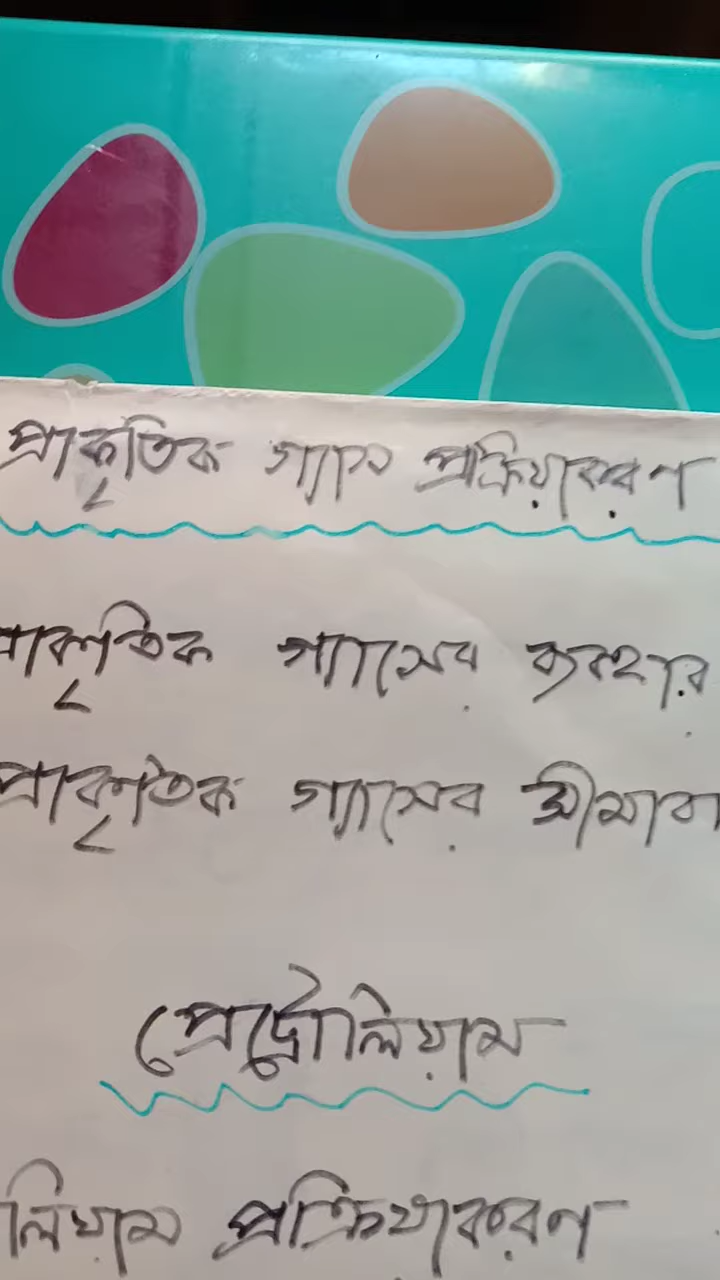 প্রাকৃতিক গ্যাস প্রক্রিয়াকরণ
প্রাকৃতিক গ্যাসের ব্যবহার
প্রাকৃতিক গ্যাসের সীমাবা
পেট্রোলিয়াম
লিয়াম প্রক্রিয়াকরণ